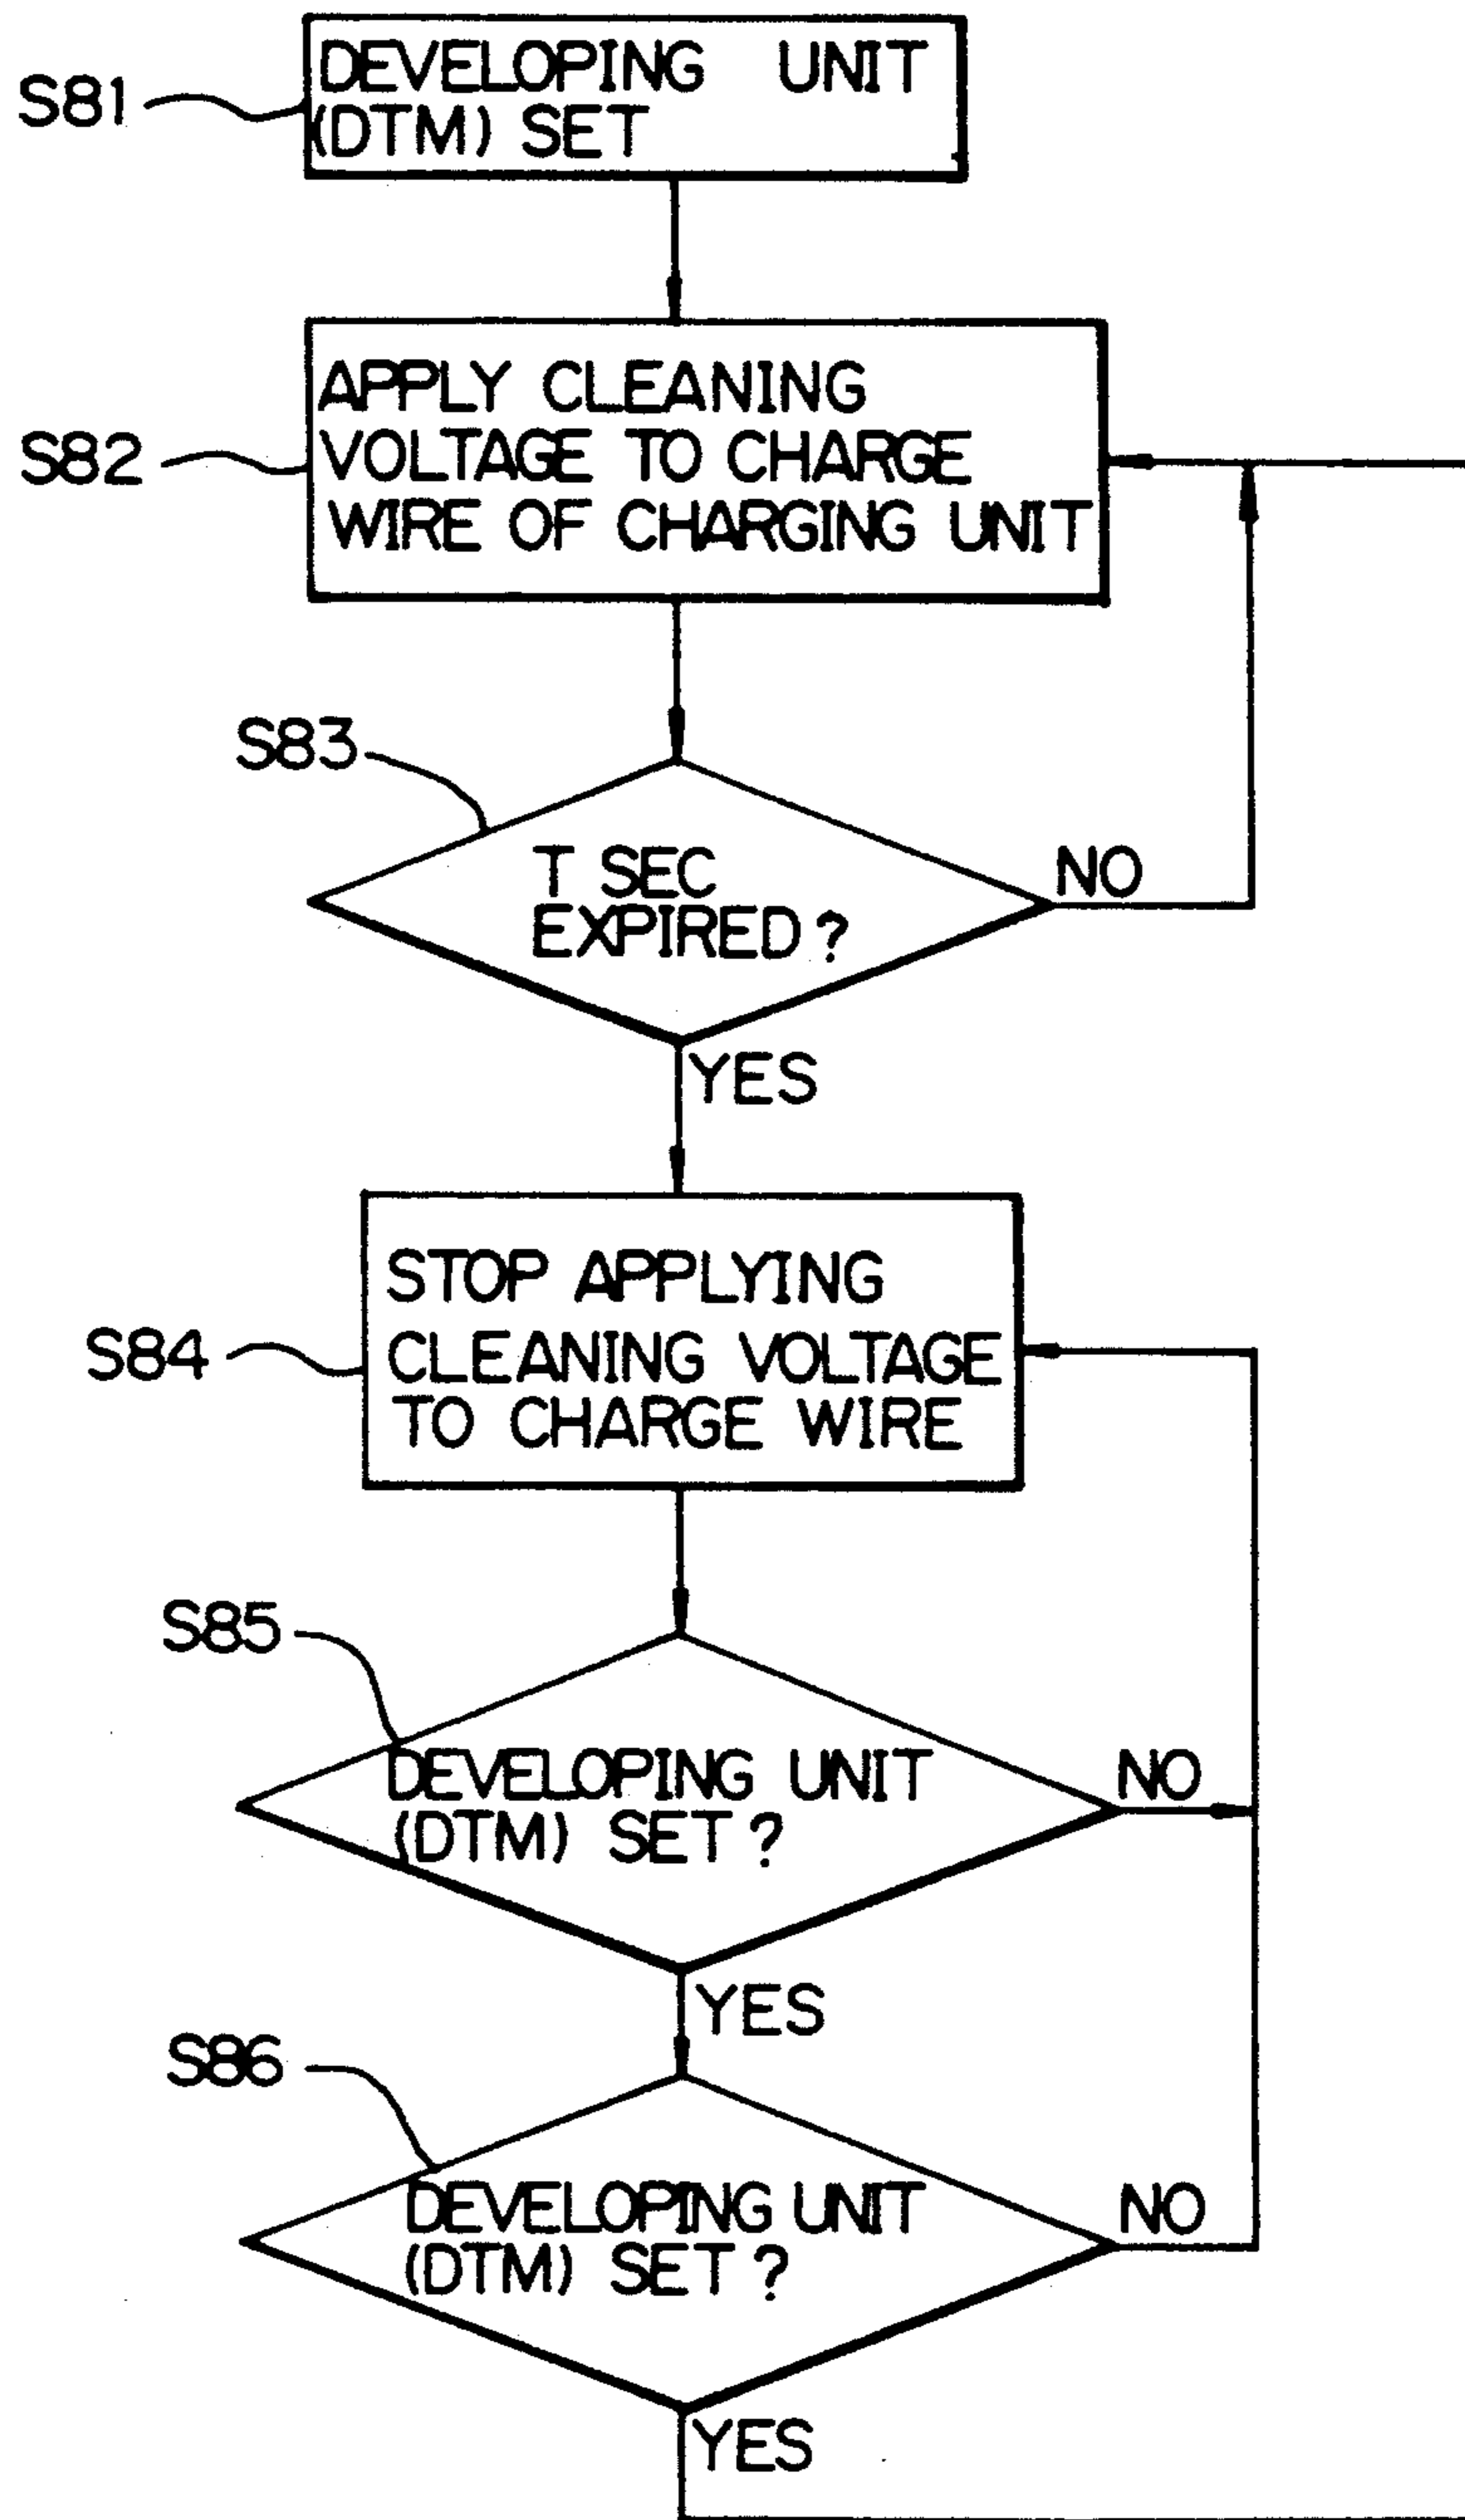 S81
DEVELOPING UNIT
(DTM) SET
S82
APPLY CLEANING
VOLTAGE TO CHARGE
WIRE OF CHARGING UNIT
S83
T SEC
EXPIRED?
NO
YES
S84
STOP APPLYING
CLEANING VOLTAGE
TO CHARGE WIRE
S85
DEVELOPING UNIT
(DTM) SET?
NO
YES
S86
DEVELOPING UNIT
(DTM) SET?
NO
YES